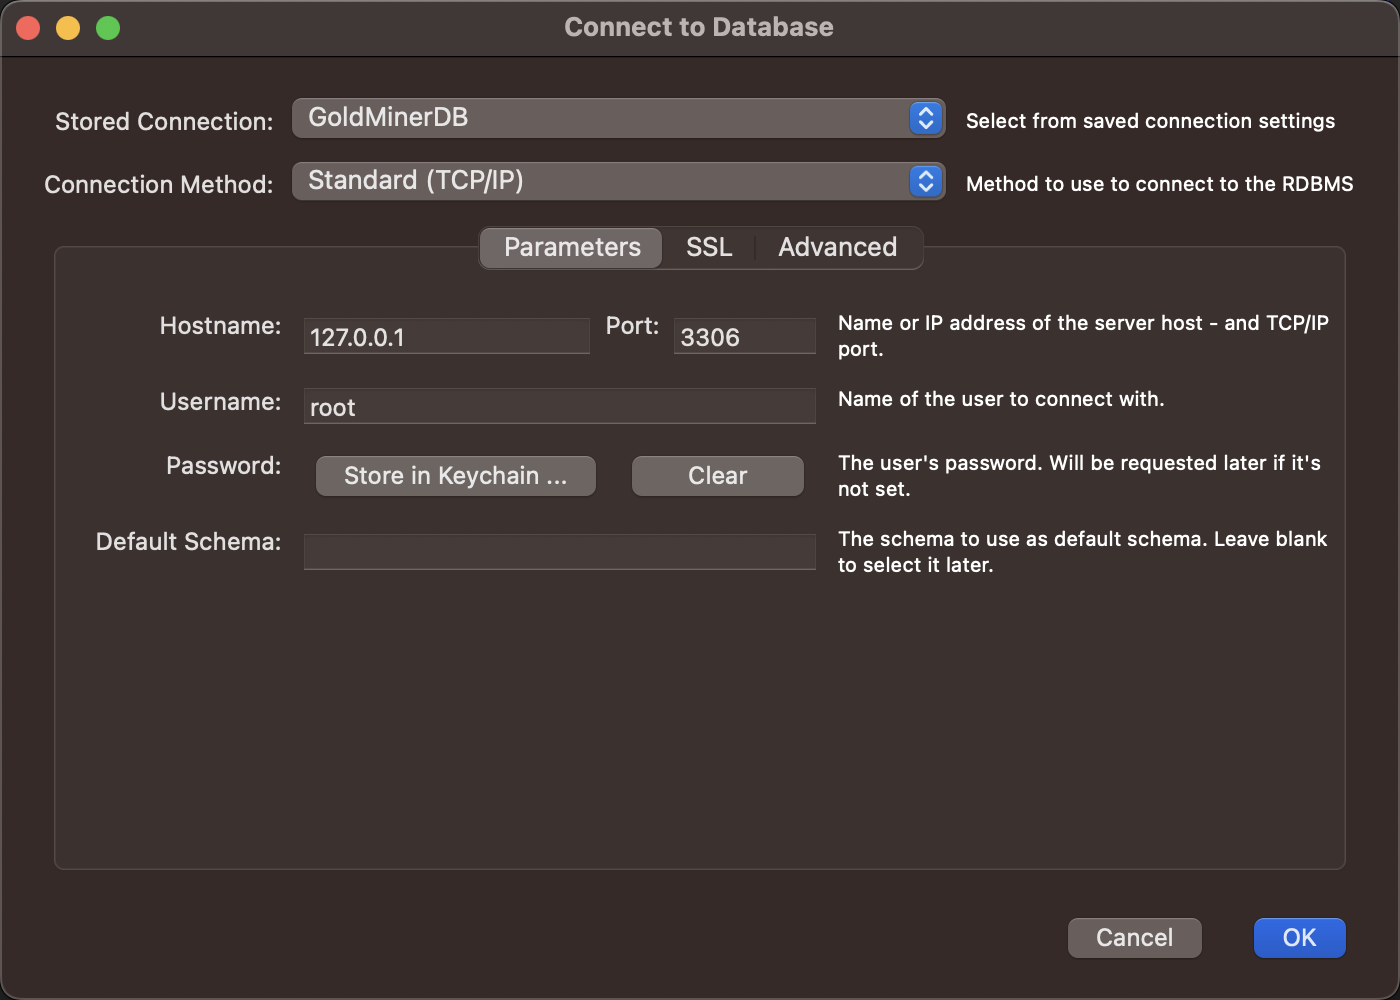 Connect to Database
Stored Connection: GoldMinerDB Select from saved connection settings
Connection Method: Standard (TCP/IP) Method to use to connect to the RDBMS
Parameters SSL Advanced
Hostname: 127.0.0.1 Port: 3306 Name or IP address of the server host - and TCP/IP
port.
Username: root Name of the user to connect with.
Password: Store in Keychain ... Clear The user's password. Will be requested later if it's
not set.
Default Schema: The schema to use as default schema. Leave blank
to select it later.
Cancel OK